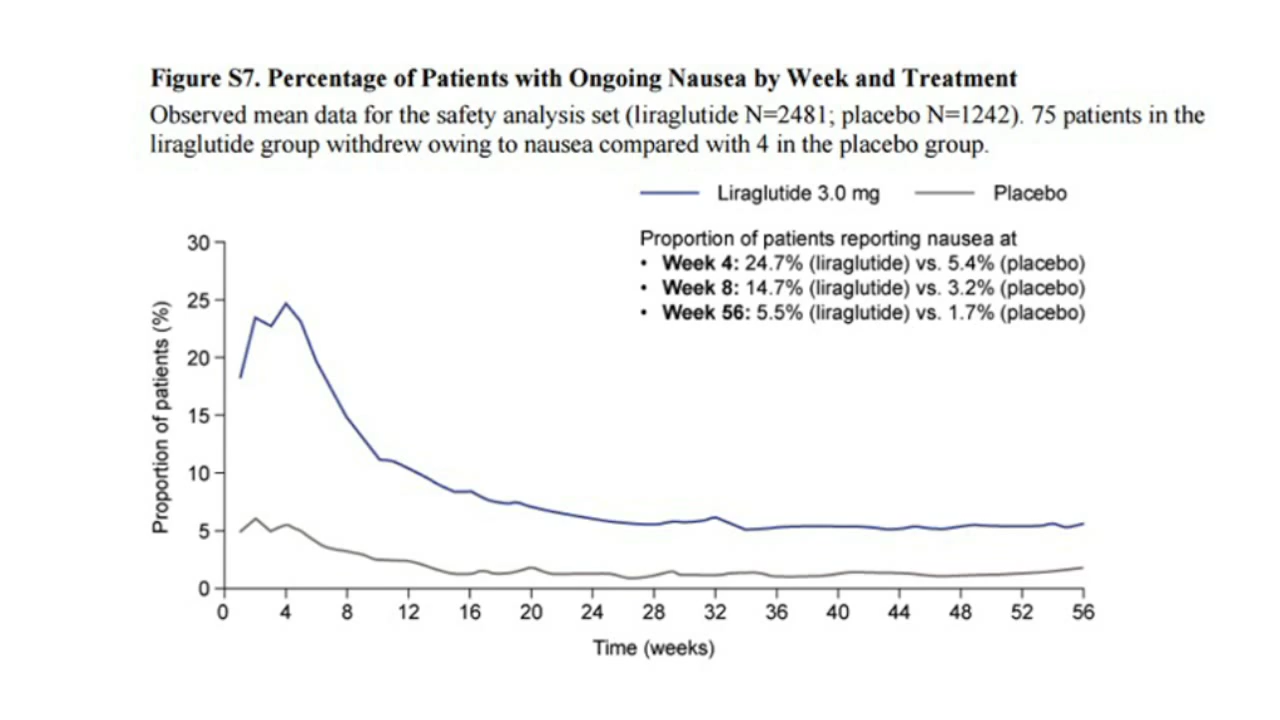 Figure S7. Percentage of Patients with Ongoing Nausea by Week and Treatment
Observed mean data for the safety analysis set (liraglutide N=2481; placebo N=1242). 75 patients in the
liraglutide group withdrew owing to nausea compared with 4 in the placebo group.
Liraglutide 3.0 mg Placebo
Proportion of patients reporting nausea at
• Week 4: 24.7% (liraglutide) vs. 5.4% (placebo)
• Week 8: 14.7% (liraglutide) vs. 3.2% (placebo)
• Week 56: 5.5% (liraglutide) vs. 1.7% (placebo)
Proportion of patients (%)
30
25
20
15
10
5
0
0 4 8 12 16 20 24 28 32 36 40 44 48 52 56
Time (weeks)